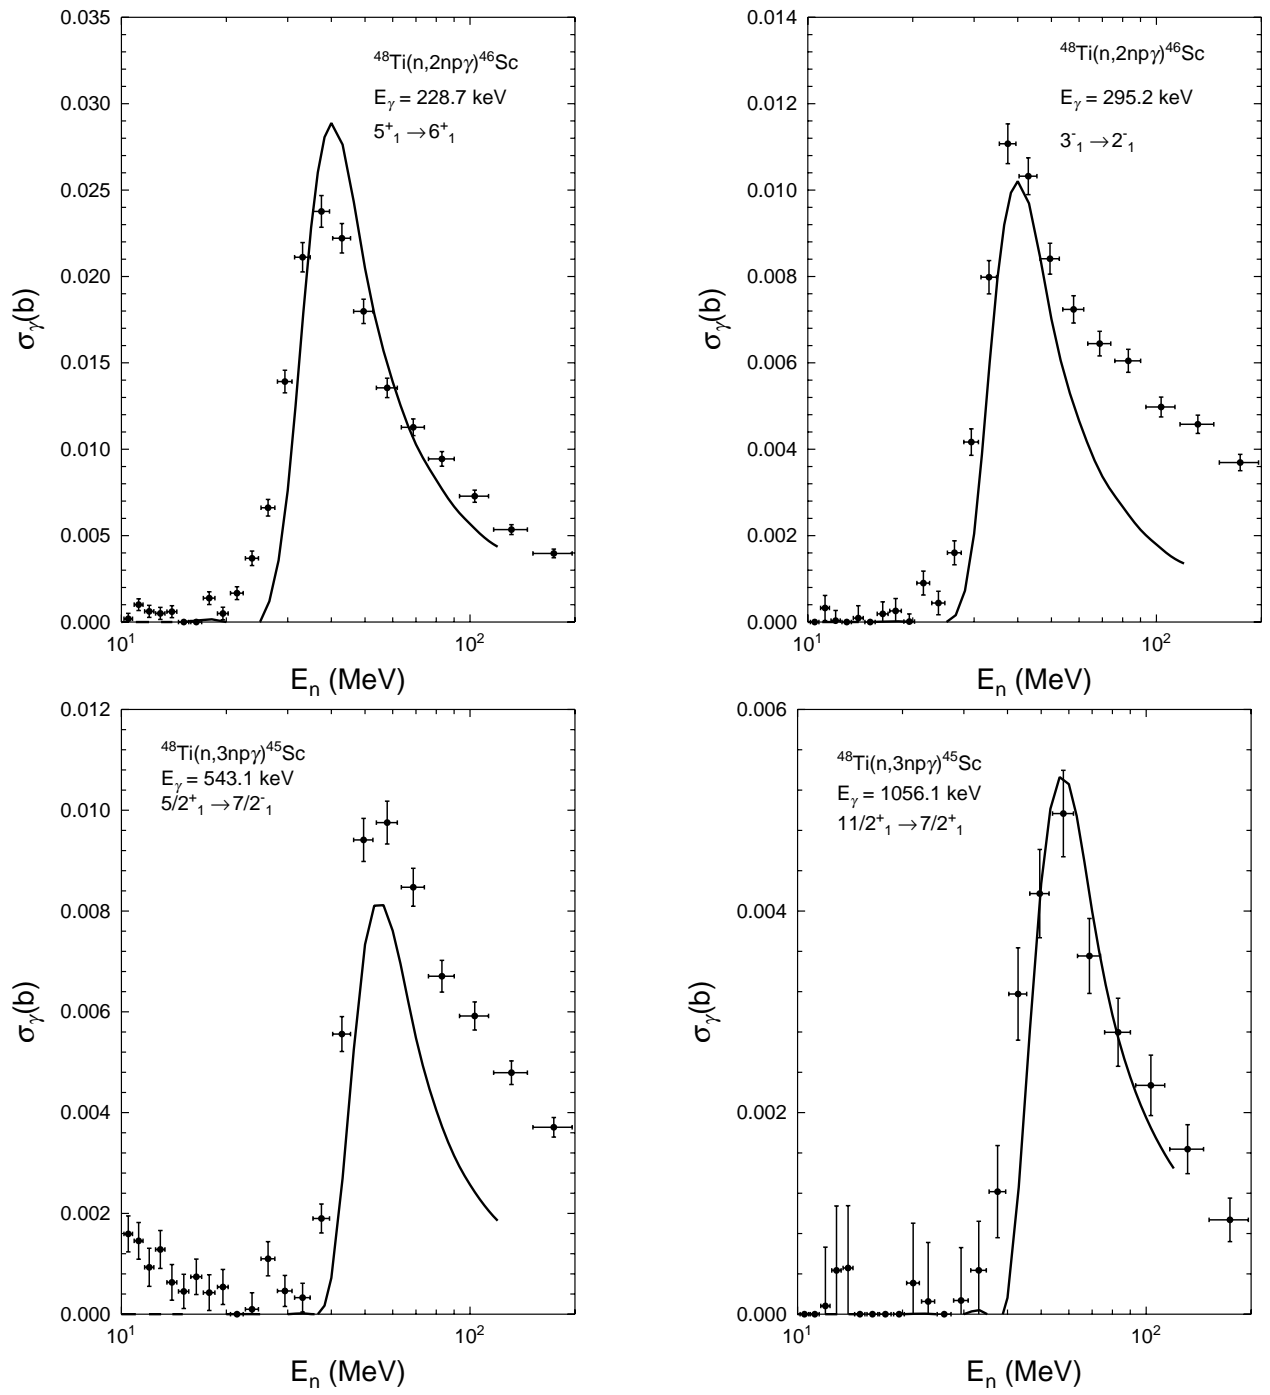 0.035
0.030
0.025
0.020
0.015
0.010
0.005
0.000
σγ(b)
⁴⁸Ti(n,2npγ)⁴⁶Sc
Eγ = 228.7 keV
5⁺₁ →6⁺₁
10¹
10²
Eₙ (MeV)
0.014
0.012
0.010
0.008
0.006
0.004
0.002
0.000
σγ(b)
⁴⁸Ti(n,2npγ)⁴⁶Sc
Eγ = 295.2 keV
3⁻₁ →2⁻₁
10¹
10²
Eₙ (MeV)
0.012
0.010
0.008
0.006
0.004
0.002
0.000
σγ(b)
⁴⁸Ti(n,3npγ)⁴⁵Sc
Eγ = 543.1 keV
5/2⁺₁ →7/2⁻₁
10¹
10²
Eₙ (MeV)
0.006
0.004
0.002
0.000
σγ(b)
⁴⁸Ti(n,3npγ)⁴⁵Sc
Eγ = 1056.1 keV
11/2⁺₁ →7/2⁺₁
10¹
10²
Eₙ (MeV)